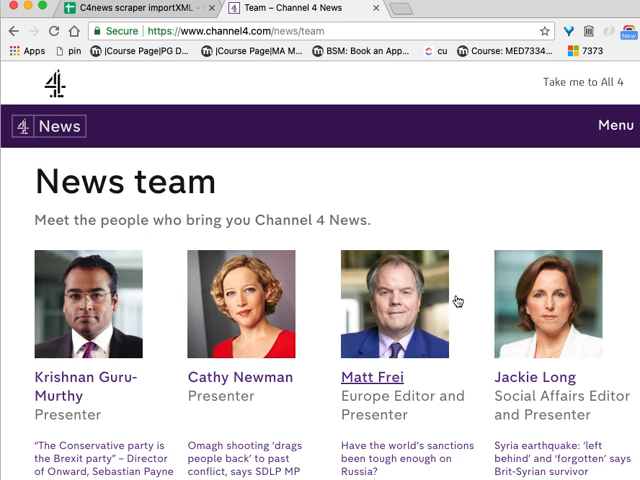 C4news scraper importXML -
Team – Channel 4 News
Secure
https://www.channel4.com/news/team
New
Apps
pin
|Course Page|PG D...
|Course Page|MA M...
BSM: Book an App...
cu
Course: MED7334...
7373
4
Take me to All 4
4 News
Menu
News team
Meet the people who bring you Channel 4 News.
Krishnan Guru-
Murthy
Presenter
"The Conservative party is
the Brexit party" – Director
of Onward, Sebastian Payne
Cathy Newman
Presenter
Omagh shooting ‘drags
people back’ to past
conflict, says SDLP MP
Matt Frei
Europe Editor and
Presenter
Have the world’s sanctions
been tough enough on
Russia?
Jackie Long
Social Affairs Editor
and Presenter
Syria earthquake: ‘left
behind’ and ‘forgotten’ says
Brit-Syrian survivor